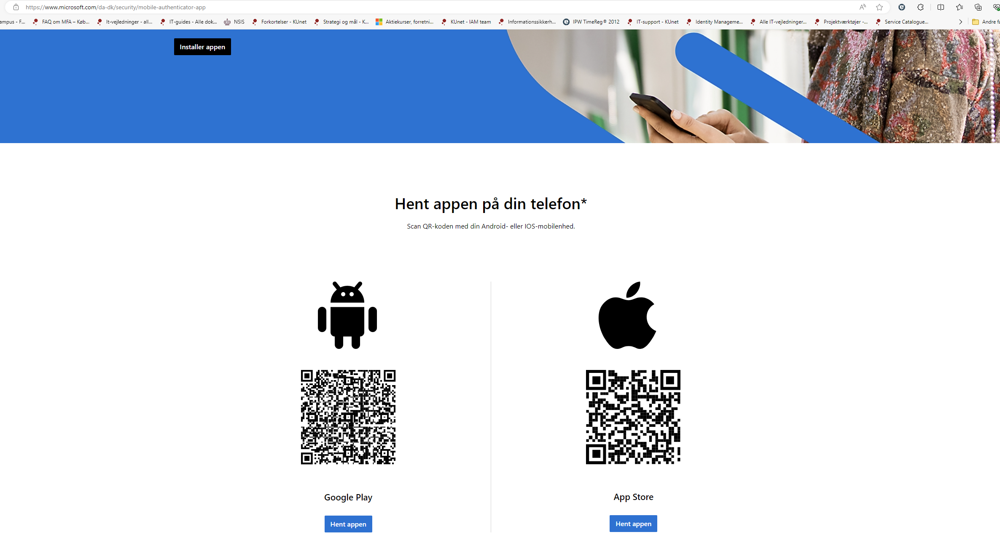 https://www.microsoft.com/da-dk/security/mobile-authenticator-app
ampus - F... FAQ om MFA – Køb... It-vejledninger - all... IT-guides - Alle dok... NSIS Forkortelser - KUnet Strategi og mål - K... Aktiekurser, forretni... KUnet - IAM team Informationssikkerh... IPW TimeReg® 2012 IT-support - KUnet Identity Manageme... Alle IT-vejledninger... Projektværktøjer -... Service Catalogue... Andre fa
Installer appen
Hent appen på din telefon*
Scan QR-koden med din Android- eller IOS-mobilenhed.
Google Play
Hent appen
App Store
Hent appen